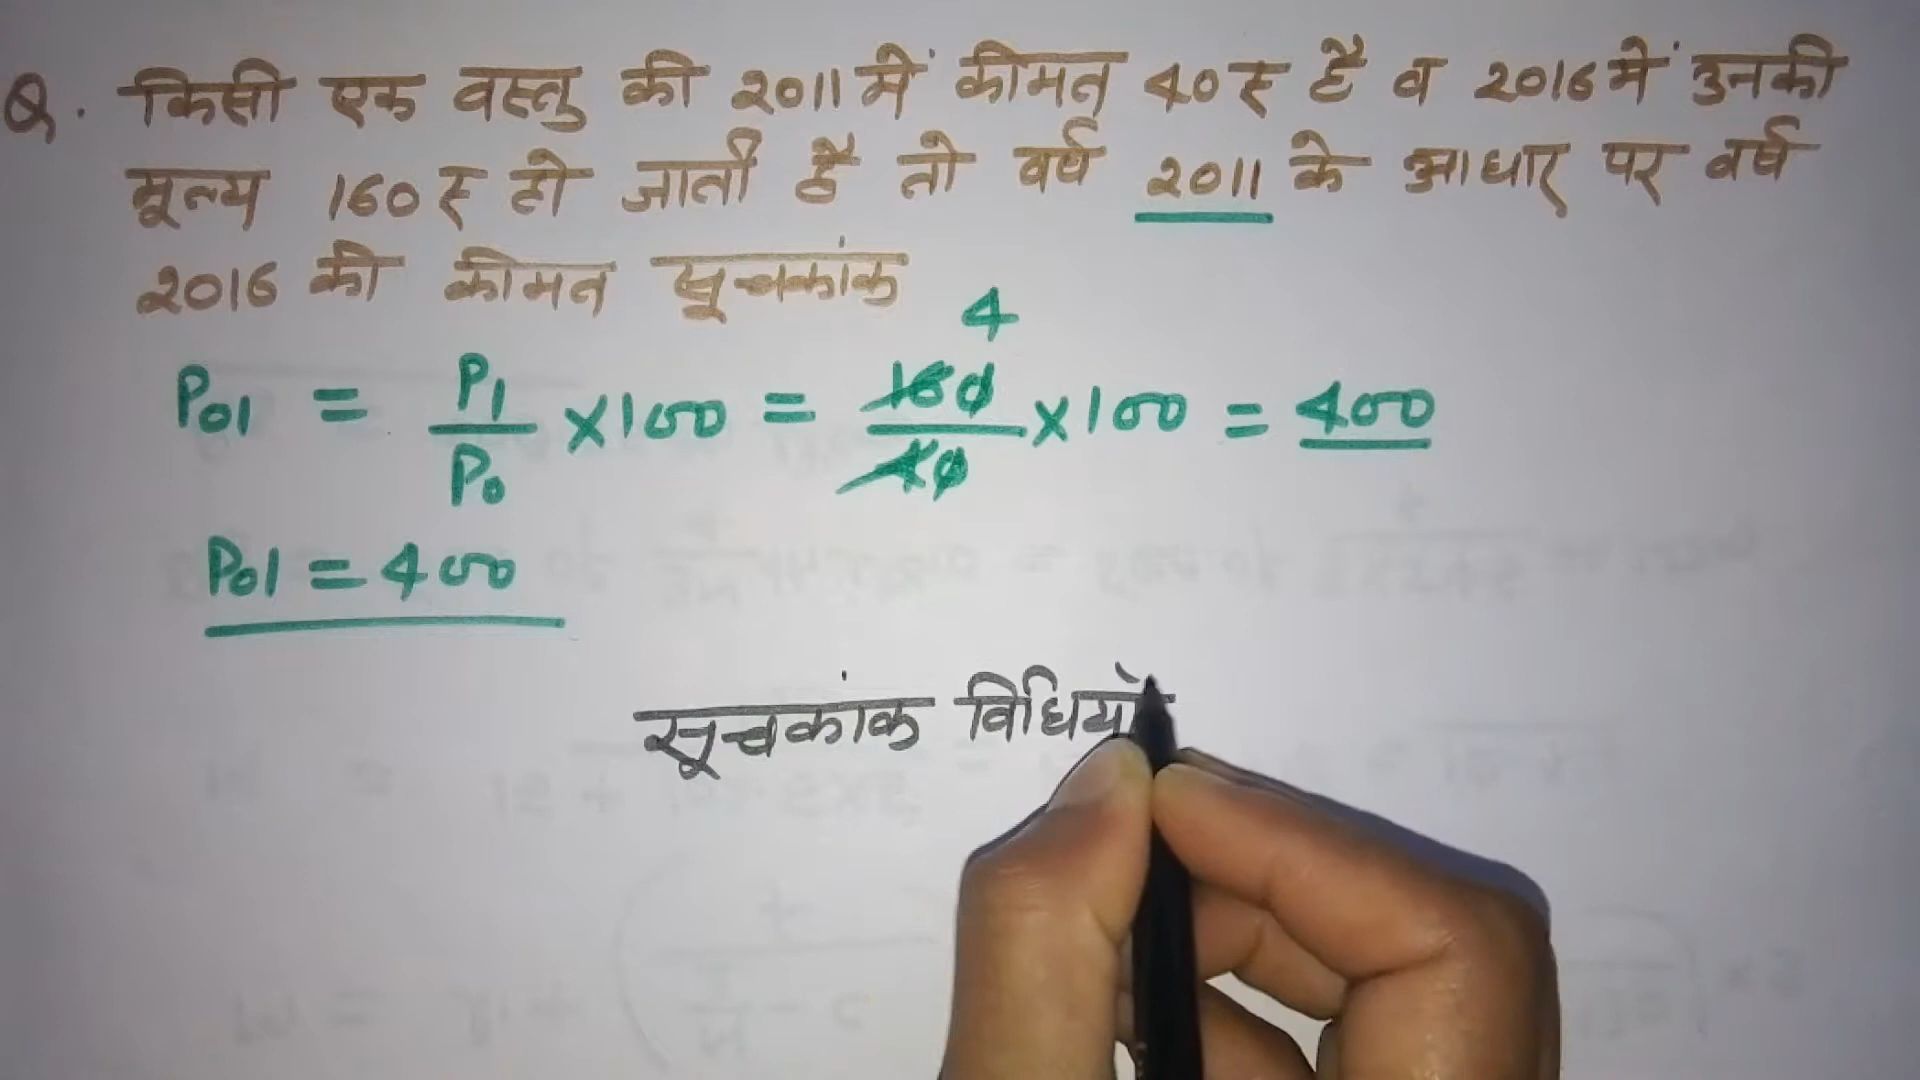 Q. किसी एक वस्तु की 2011 में कीमत 40 रु है व 2016 में उनकी
मूल्य 160 रु हो जाती है तो वर्ष 2011 के आधार पर वर्ष
2016 की कीमत सूचकांक
P01 = P1/P0 × 100 = 160/40 × 100 = 400
4
P01 = 400
सूचकांक विधियो